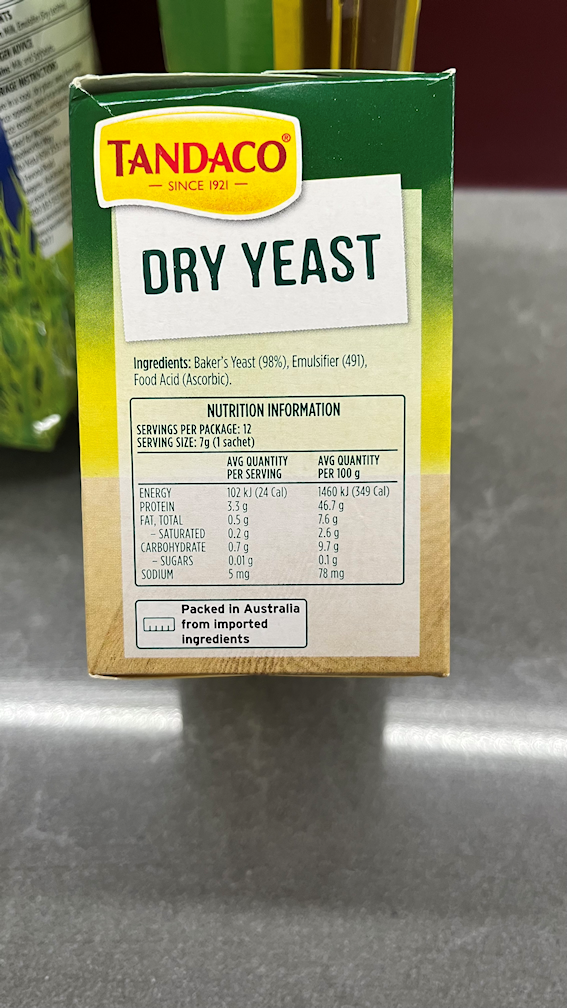 TANDACO®
— SINCE 1921 —
DRY YEAST
Ingredients: Baker's Yeast (98%), Emulsifier (491),
Food Acid (Ascorbic).
NUTRITION INFORMATION
SERVINGS PER PACKAGE: 12
SERVING SIZE: 7g (1 sachet)
AVG QUANTITY PER SERVING AVG QUANTITY PER 100 g
ENERGY 102 kJ (24 Cal) 1460 kJ (349 Cal)
PROTEIN 3.3 g 46.7 g
FAT, TOTAL 0.5 g 7.6 g
– SATURATED 0.2 g 2.6 g
CARBOHYDRATE 0.7 g 9.7 g
– SUGARS 0.01 g 0.1 g
SODIUM 5 mg 78 mg
Packed in Australia
from imported
ingredients